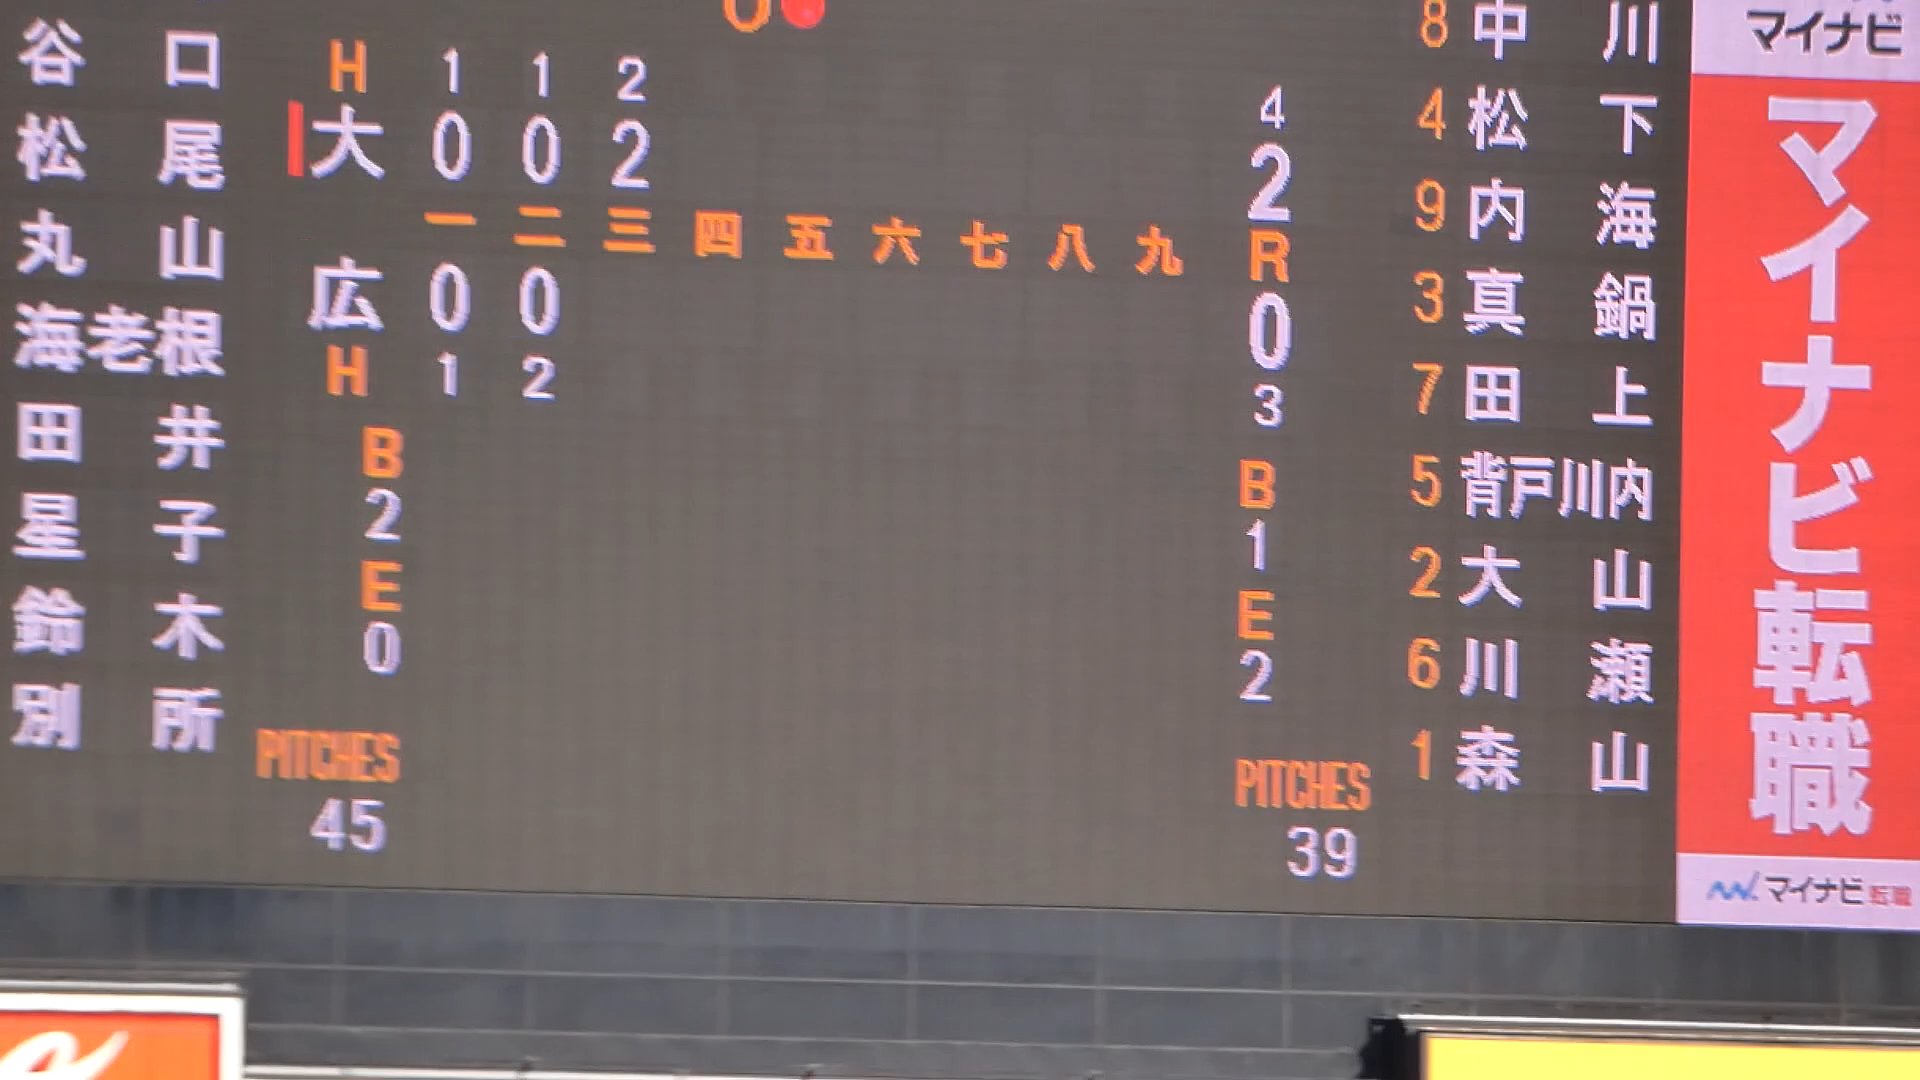 谷口
松尾
丸山
海老根
田井
星子
鈴木
別所
H 1 1 2 4
大 0 0 2 2
一 二 三 四 五 六 七 八 九 R
広 0 0 0
H 1 2 3
B
2
E
0
PITCHES
45
B
1
E
2
PITCHES
39
8 中川
4 松下
9 内海
3 真鍋
7 田上
5 背戸川内
2 大山
6 川瀬
1 森山
マイナビ
マイナビ転職
マイナビ転職